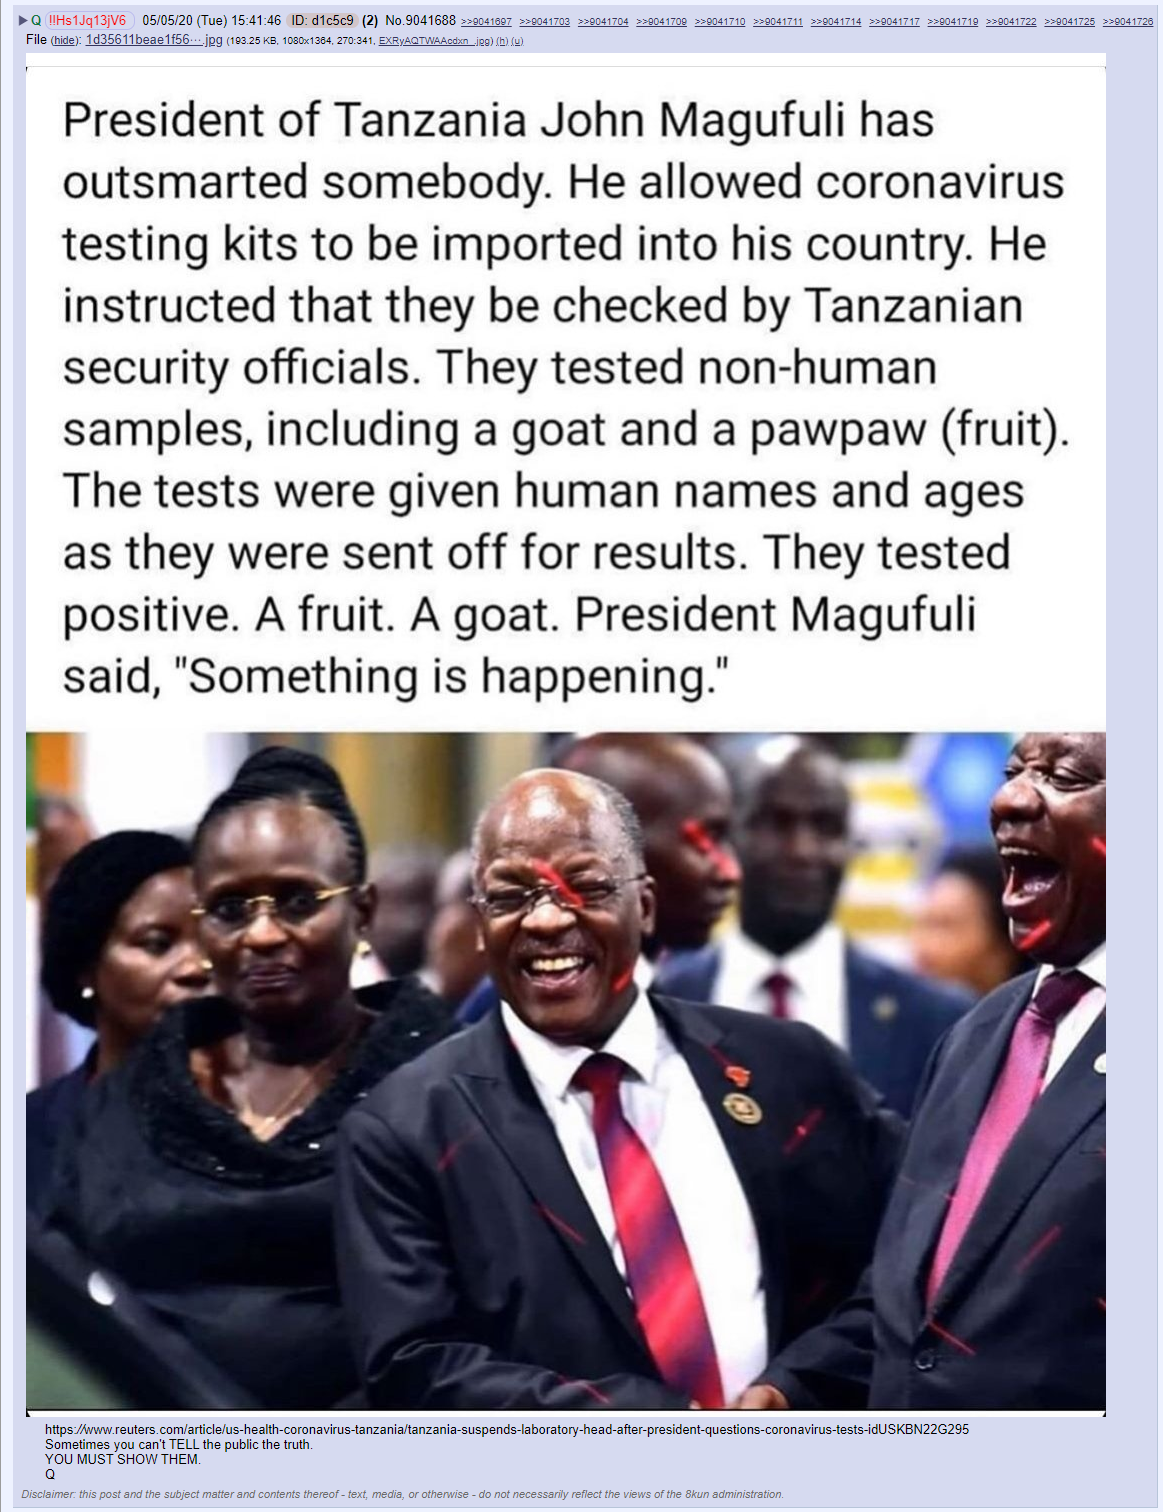 ▶ Q !!Hs1Jq13jV6 05/05/20 (Tue) 15:41:46 ID: d1c5c9 (2) No.9041688 >>9041697 >>9041703 >>9041704 >>9041709 >>9041710 >>9041711 >>9041714 >>9041717 >>9041719 >>9041722 >>9041725 >>9041726
File (hide): 1d35611beae1f56⋯.jpg (193.25 KB, 1080x1364, 270:341, EXRyAQTWAAcdxn_.jpg) (h) (u)
President of Tanzania John Magufuli has
outsmarted somebody. He allowed coronavirus
testing kits to be imported into his country. He
instructed that they be checked by Tanzanian
security officials. They tested non-human
samples, including a goat and a pawpaw (fruit).
The tests were given human names and ages
as they were sent off for results. They tested
positive. A fruit. A goat. President Magufuli
said, "Something is happening."
https://www.reuters.com/article/us-health-coronavirus-tanzania/tanzania-suspends-laboratory-head-after-president-questions-coronavirus-tests-idUSKBN22G295
Sometimes you can't TELL the public the truth.
YOU MUST SHOW THEM.
Q
Disclaimer: this post and the subject matter and contents thereof - text, media, or otherwise - do not necessarily reflect the views of the 8kun administration.